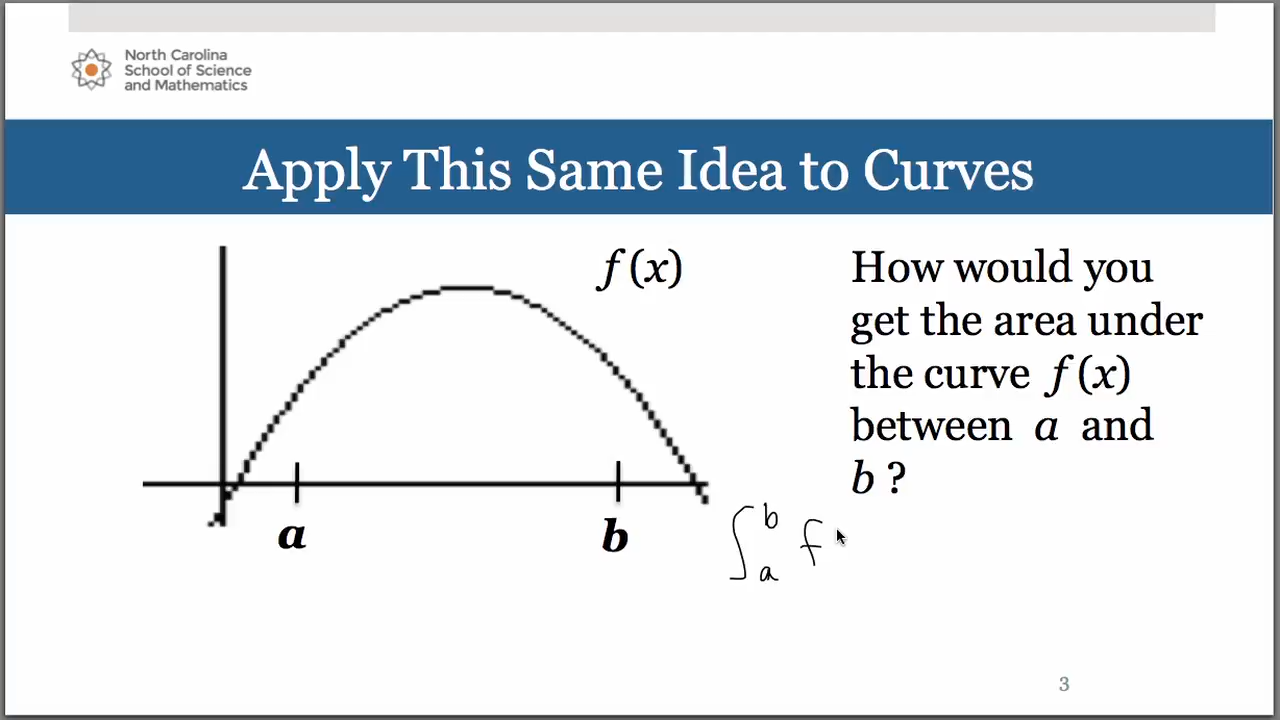 North Carolina
School of Science
and Mathematics
Apply This Same Idea to Curves
f (x)
a
b
How would you
get the area under
the curve f (x)
between a and
b ?
∫ₐᵇ f
3